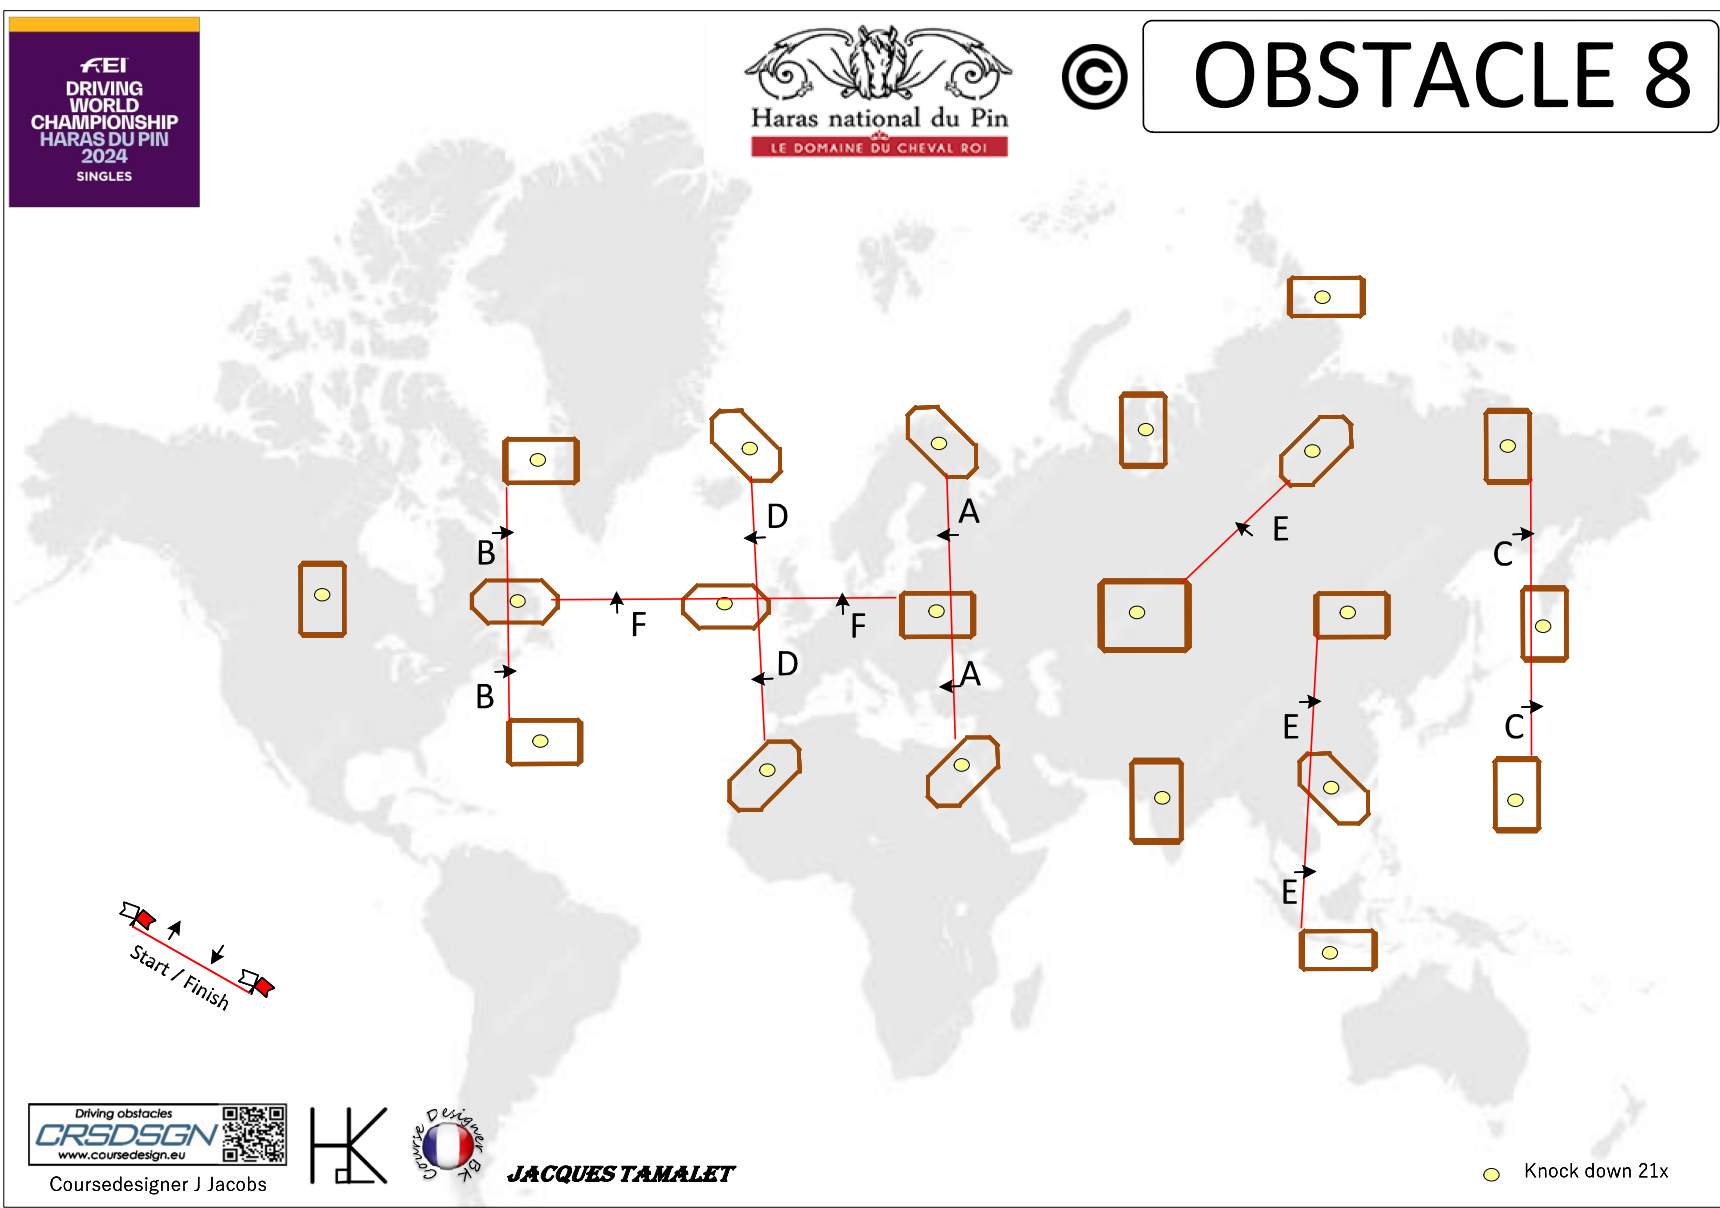 FEI
DRIVING
WORLD
CHAMPIONSHIP
HARAS DU PIN
2024
SINGLES
Haras national du Pin
LE DOMAINE DU CHEVAL ROI
© OBSTACLE 8
D
A
B
E
C
F
F
D
A
B
E
C
E
Start / Finish
Driving obstacles
CRSDSGN
www.coursedesign.eu
Coursedesigner J Jacobs
HK
Course Designer BK
JACQUES TAMALET
Knock down 21x